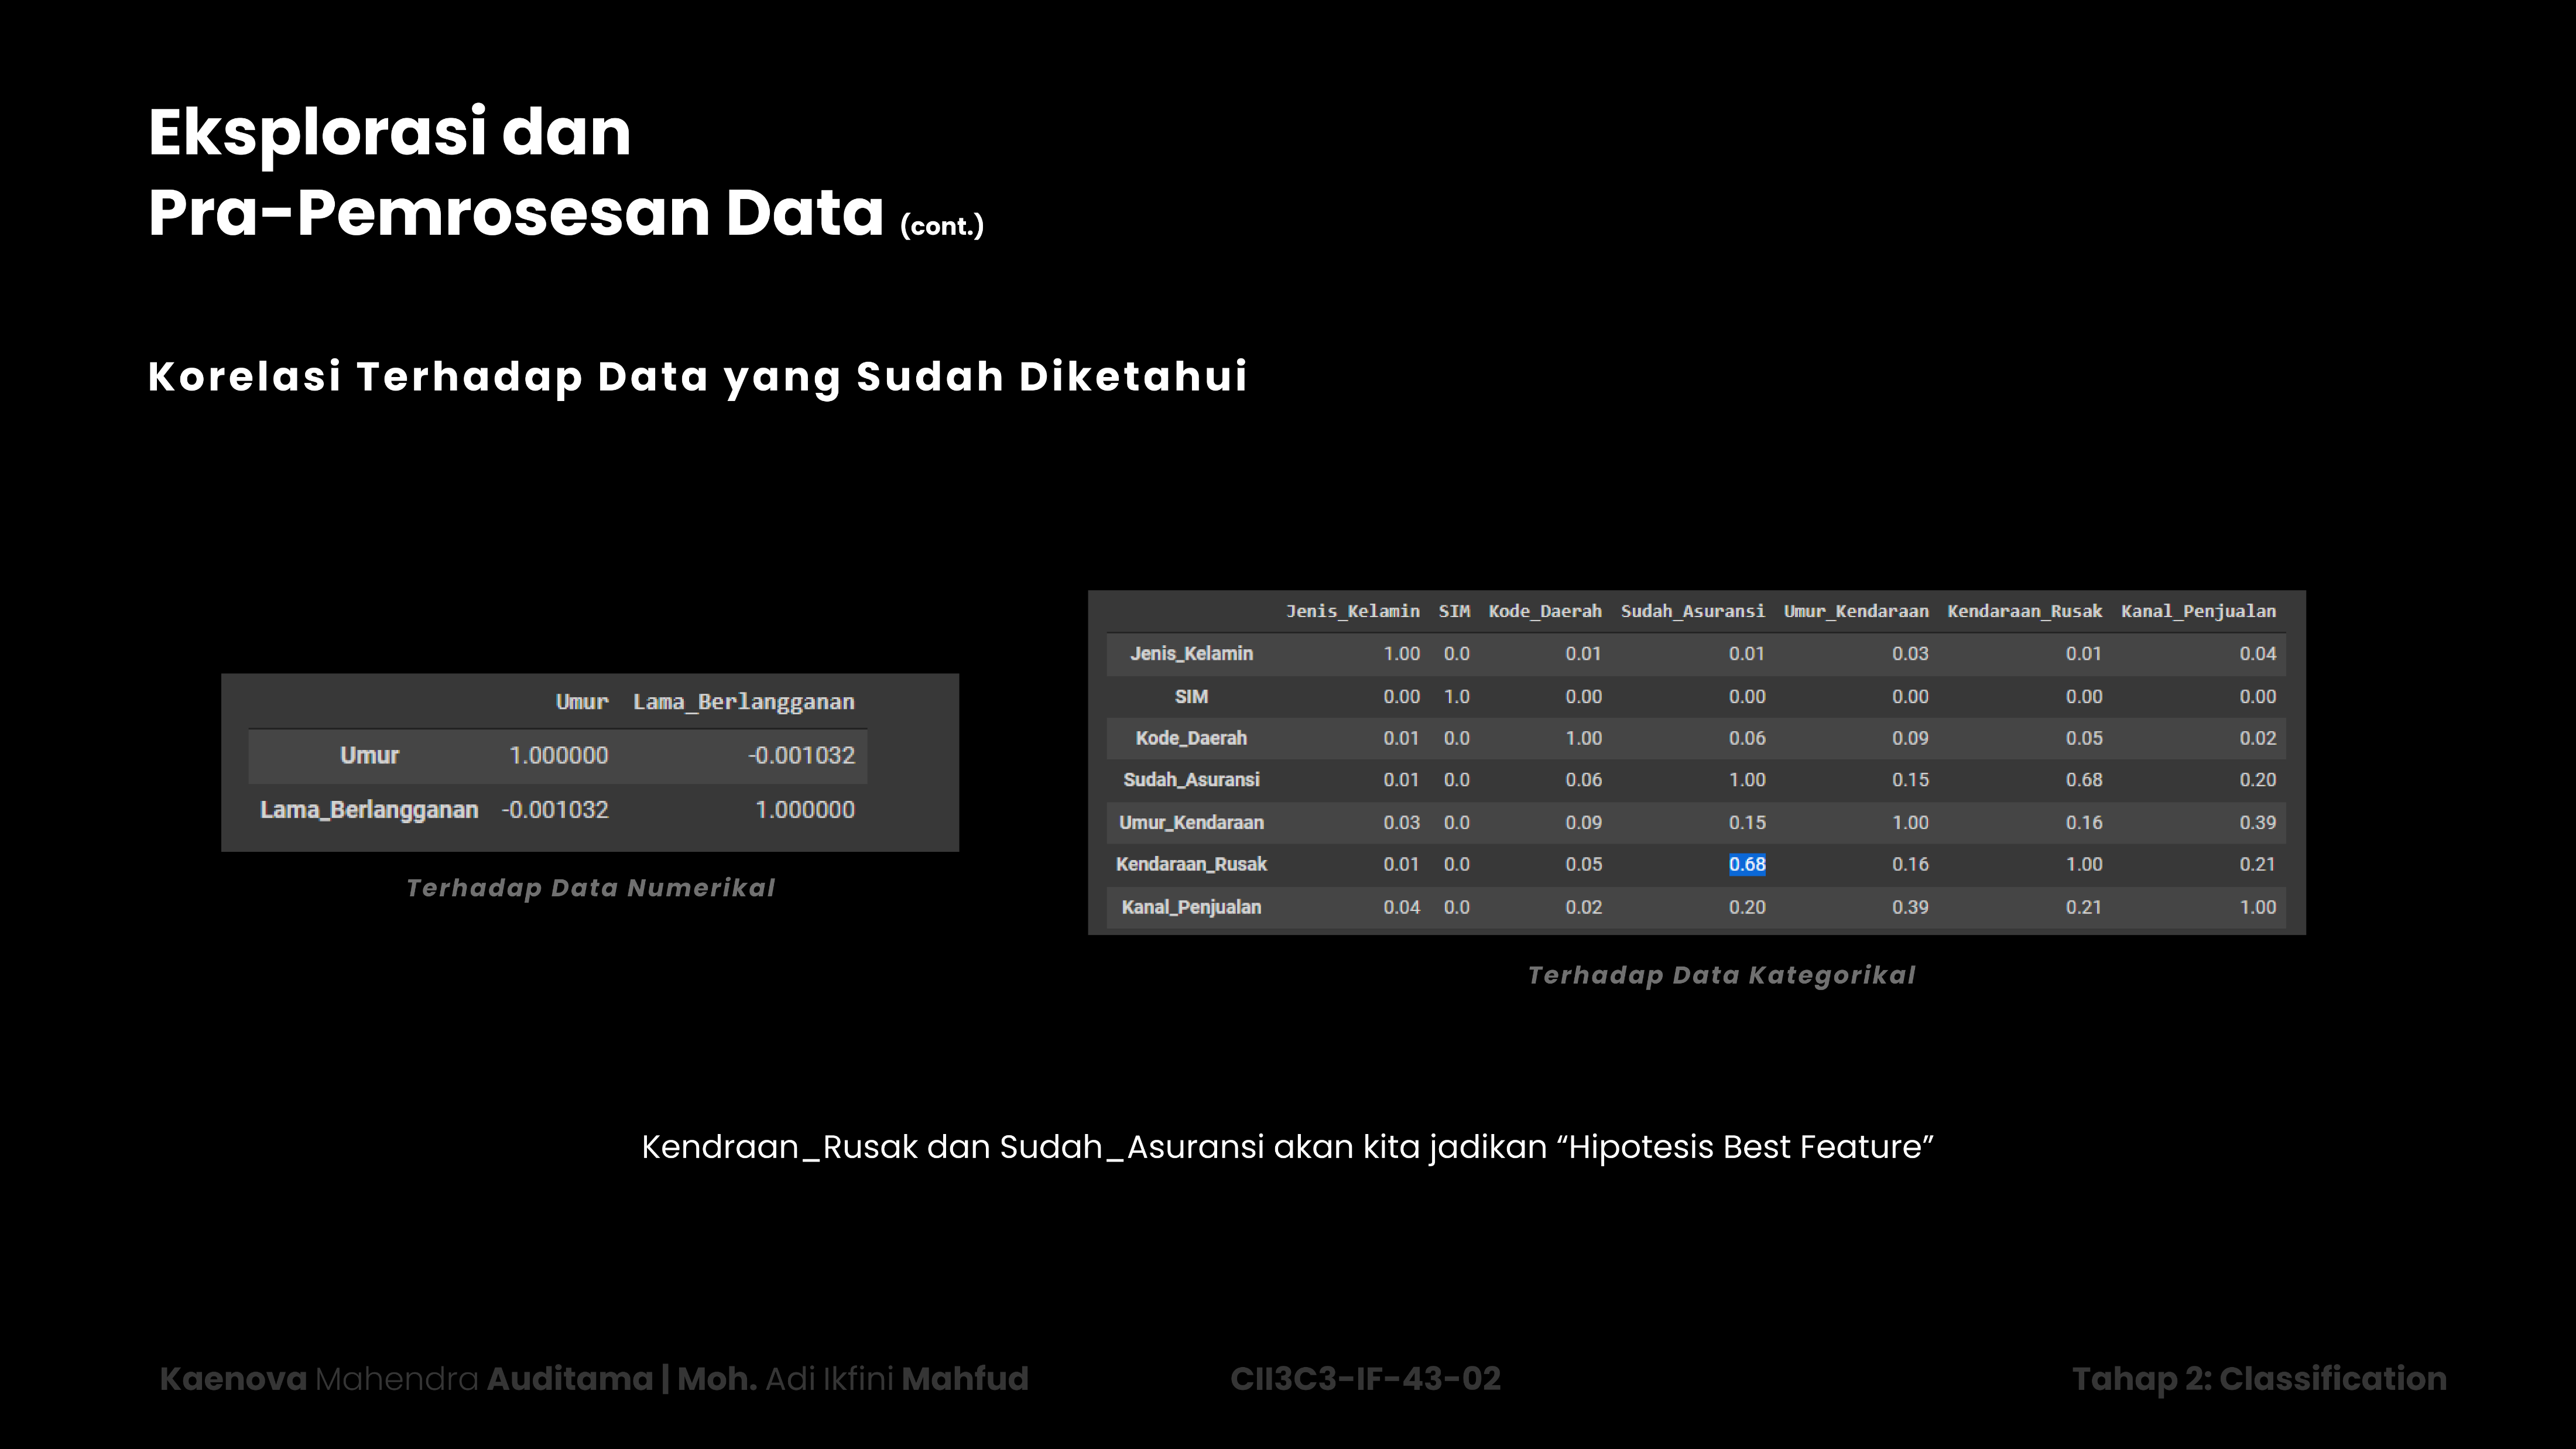 Eksplorasi dan
Pra-Pemrosesan Data (cont.)
Korelasi Terhadap Data yang Sudah Diketahui
Umur Lama_Berlangganan
Umur 1.000000 -0.001032
Lama_Berlangganan -0.001032 1.000000
Terhadap Data Numerikal
Jenis_Kelamin SIM Kode_Daerah Sudah_Asuransi Umur_Kendaraan Kendaraan_Rusak Kanal_Penjualan
Jenis_Kelamin 1.00 0.0 0.01 0.01 0.03 0.01 0.04
SIM 0.00 1.0 0.00 0.00 0.00 0.00 0.00
Kode_Daerah 0.01 0.0 1.00 0.06 0.09 0.05 0.02
Sudah_Asuransi 0.01 0.0 0.06 1.00 0.15 0.68 0.20
Umur_Kendaraan 0.03 0.0 0.09 0.15 1.00 0.16 0.39
Kendaraan_Rusak 0.01 0.0 0.05 0.68 0.16 1.00 0.21
Kanal_Penjualan 0.04 0.0 0.02 0.20 0.39 0.21 1.00
Terhadap Data Kategorikal
Kendraan_Rusak dan Sudah_Asuransi akan kita jadikan “Hipotesis Best Feature”
Kaenova Mahendra Auditama | Moh. Adi Ikfini Mahfud
CII3C3-IF-43-02
Tahap 2: Classification